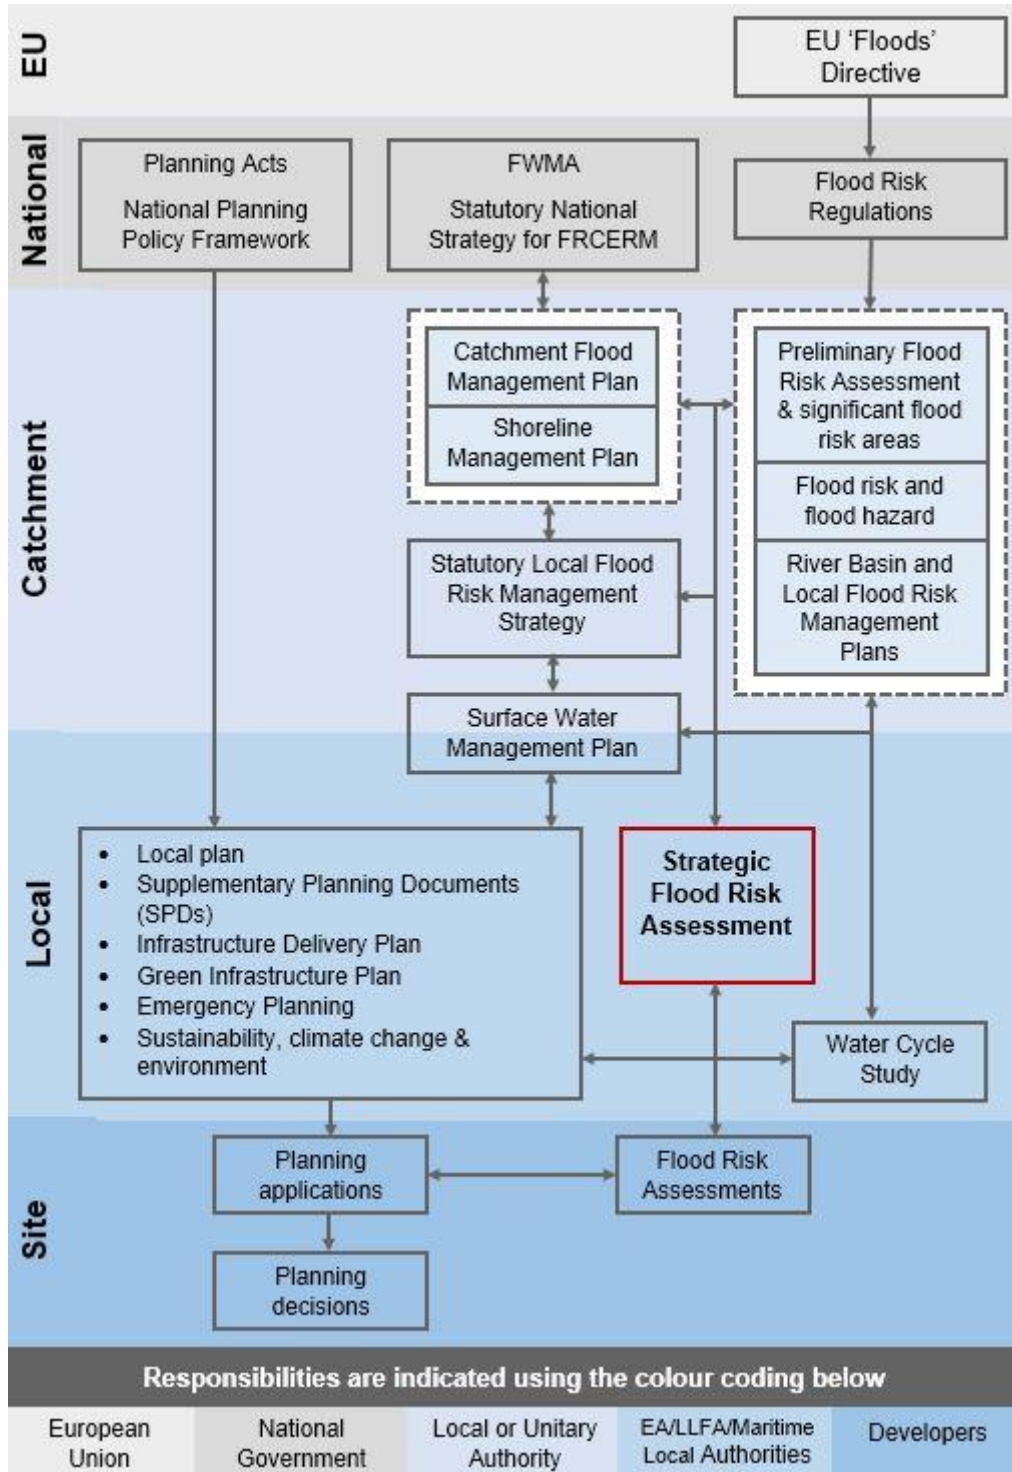 EU
EU ‘Floods’
Directive
National
Planning Acts
National Planning
Policy Framework
FWMA
Statutory National
Strategy for FRCERM
Flood Risk
Regulations
Catchment
Catchment Flood
Management Plan
Shoreline
Management Plan
Preliminary Flood
Risk Assessment
& significant flood
risk areas
Flood risk and
flood hazard
River Basin and
Local Flood Risk
Management
Plans
Statutory Local Flood
Risk Management
Strategy
Surface Water
Management Plan
Local
• Local plan
• Supplementary Planning Documents
(SPDs)
• Infrastructure Delivery Plan
• Green Infrastructure Plan
• Emergency Planning
• Sustainability, climate change &
environment
Strategic
Flood Risk
Assessment
Water Cycle
Study
Site
Planning
applications
Flood Risk
Assessments
Planning
decisions
Responsibilities are indicated using the colour coding below
European
Union
National
Government
Local or Unitary
Authority
EA/LLFA/Maritime
Local Authorities
Developers